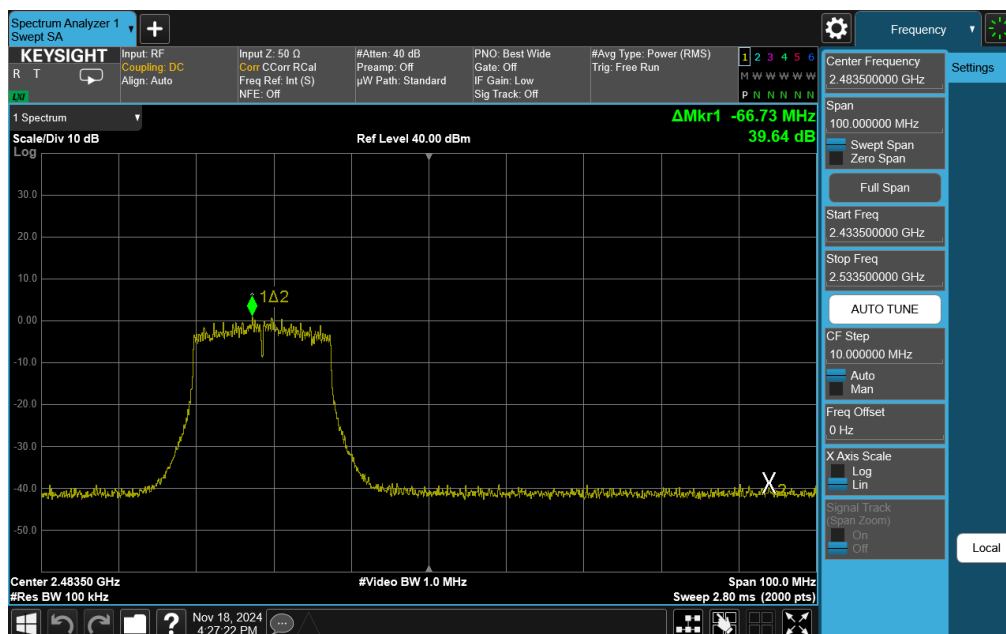 Spectrum Analyzer 1
Swept SA
Frequency
KEYSIGHT
R T
LXI
Input: RF
Coupling: DC
Align: Auto
Input Z: 50 Ω
Corr CCorr RCal
Freq Ref: Int (S)
NFE: Off
#Atten: 40 dB
Preamp: Off
µW Path: Standard
PNO: Best Wide
Gate: Off
IF Gain: Low
Sig Track: Off
#Avg Type: Power (RMS)
Trig: Free Run
1 2 3 4 5 6
M W W W W W
P N N N N N
1 Spectrum
Scale/Div 10 dB
Log
Ref Level 40.00 dBm
ΔMkr1 -66.73 MHz
39.64 dB
30.0
20.0
10.0
0.00
-10.0
-20.0
-30.0
-40.0
-50.0
1Δ2
X2
Center 2.48350 GHz
#Res BW 100 kHz
#Video BW 1.0 MHz
Span 100.0 MHz
Sweep 2.80 ms (2000 pts)
Nov 18, 2024
4:27:22 PM
?
Center Frequency
2.483500000 GHz
Span
100.000000 MHz
Swept Span
Zero Span
Full Span
Start Freq
2.433500000 GHz
Stop Freq
2.533500000 GHz
AUTO TUNE
CF Step
10.000000 MHz
Auto
Man
Freq Offset
0 Hz
X Axis Scale
Log
Lin
Signal Track
(Span Zoom)
On
Off
Settings
Local